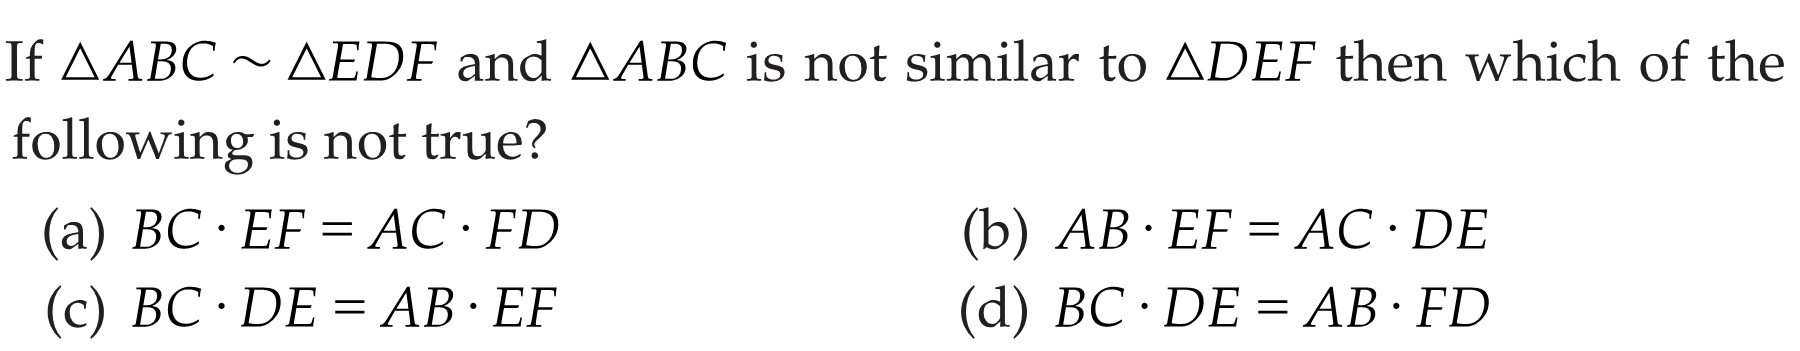 If △ABC ~ △EDF and △ABC is not similar to △DEF then which of the
following is not true?
(a) BC · EF = AC · FD (b) AB · EF = AC · DE
(c) BC · DE = AB · EF (d) BC · DE = AB · FD